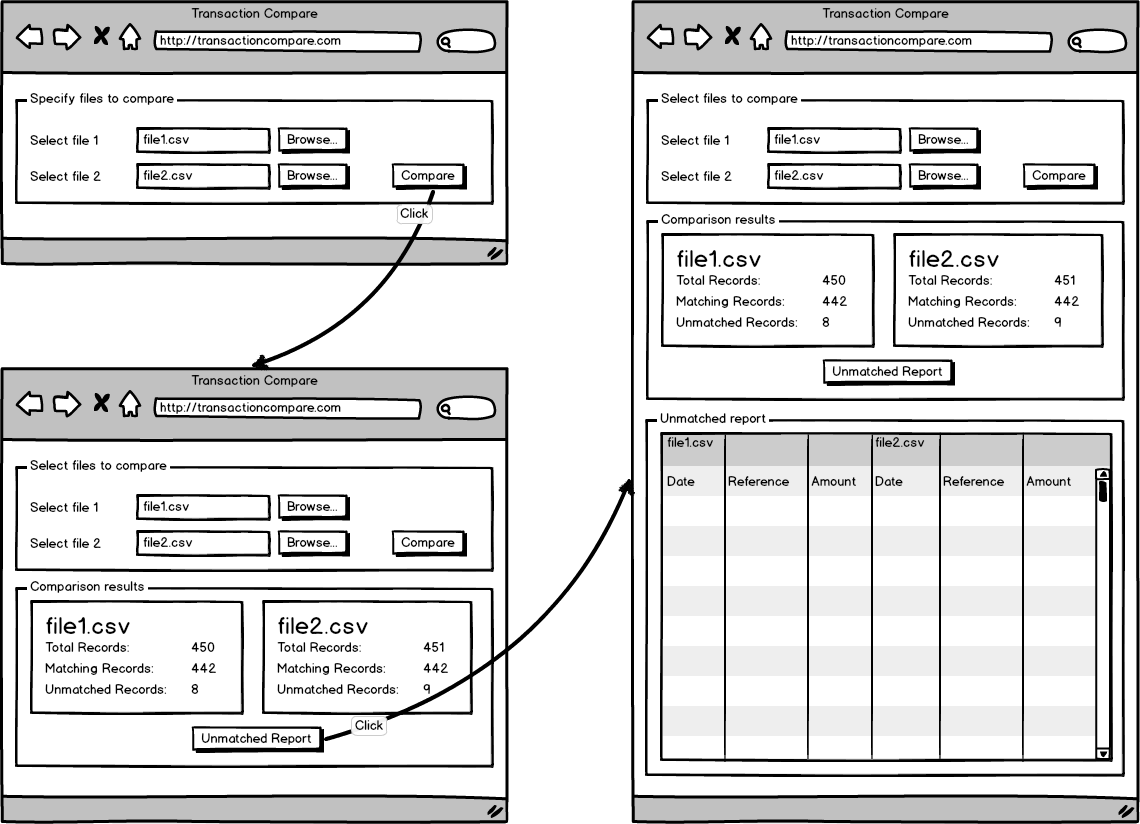 Transaction Compare
http://transactioncompare.com
Specify files to compare
Select file 1 file1.csv Browse...
Select file 2 file2.csv Browse... Compare
Click
Transaction Compare
http://transactioncompare.com
Select files to compare
Select file 1 file1.csv Browse...
Select file 2 file2.csv Browse... Compare
Comparison results
file1.csv file2.csv
Total Records: 450 Total Records: 451
Matching Records: 442 Matching Records: 442
Unmatched Records: 8 Unmatched Records: 9
Unmatched Report
Click
Transaction Compare
http://transactioncompare.com
Select files to compare
Select file 1 file1.csv Browse...
Select file 2 file2.csv Browse... Compare
Comparison results
file1.csv file2.csv
Total Records: 450 Total Records: 451
Matching Records: 442 Matching Records: 442
Unmatched Records: 8 Unmatched Records: 9
Unmatched Report
Unmatched report
file1.csv file2.csv
Date Reference Amount Date Reference Amount